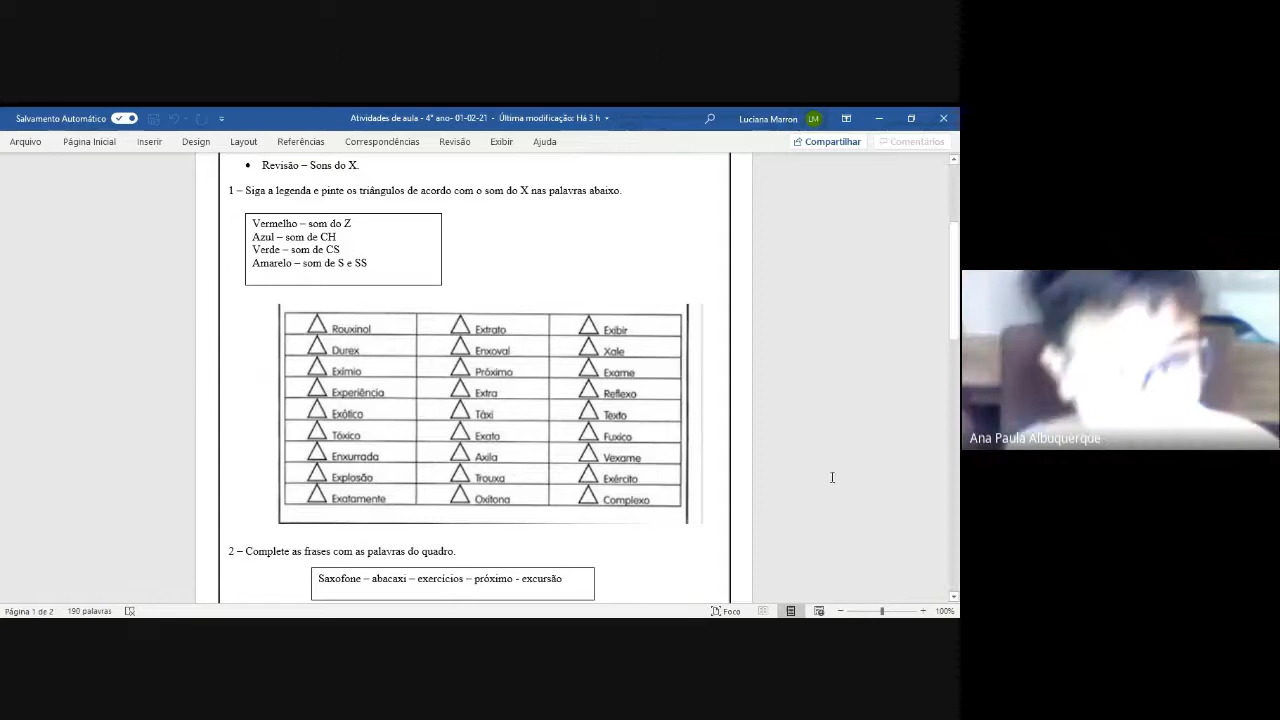 Salvamento Automático
Atividades de aula - 4° ano- 01-02-21 - Última modificação: Há 3 h
Luciana Marron
LM
Arquivo
Página Inicial
Inserir
Design
Layout
Referências
Correspondências
Revisão
Exibir
Ajuda
Compartilhar
Comentários
• Revisão – Sons do X.
1 – Siga a legenda e pinte os triângulos de acordo com o som do X nas palavras abaixo.
Vermelho – som do Z
Azul – som de CH
Verde – som de CS
Amarelo – som de S e SS
Rouxinol Extrato Exibir
Durex Enxoval Xale
Exímio Próximo Exame
Experiência Extra Reflexo
Exótico Táxi Texto
Tóxico Exato Fuxico
Enxurrada Axila Vexame
Explosão Trouxa Exército
Exatamente Oxítona Complexo
2 – Complete as frases com as palavras do quadro.
Saxofone – abacaxi – exercícios – próximo - excursão
Ana Paula Albuquerque
Página 1 de 2
190 palavras
Foco
100%